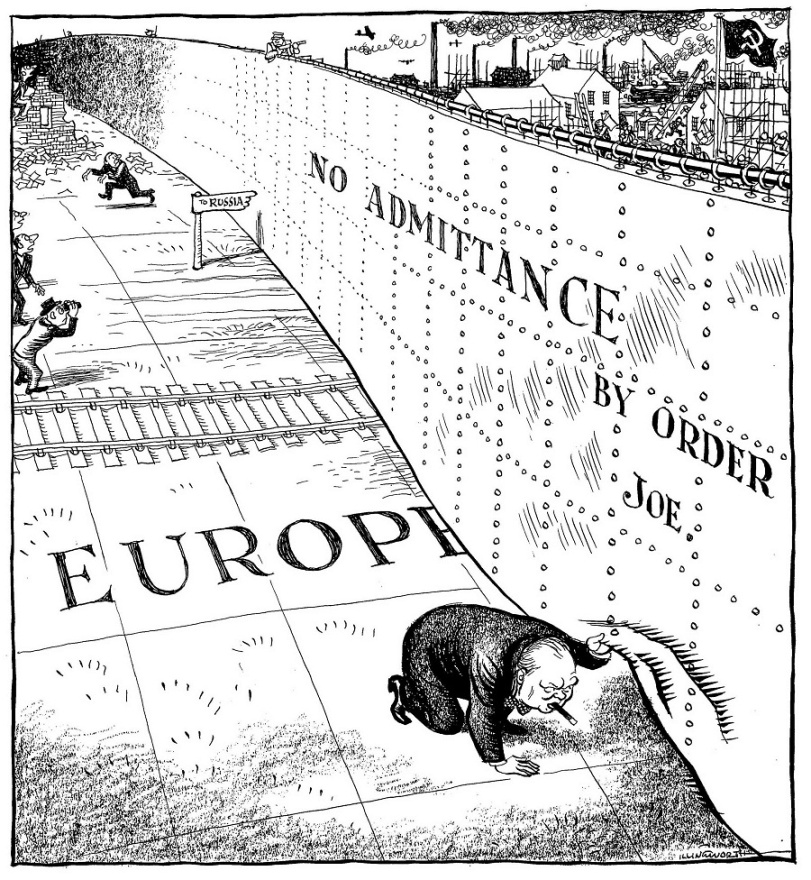 TO RUSSIA?
NO ADMITTANCE
BY ORDER
JOE.
EUROPE
ILLINGWORTH